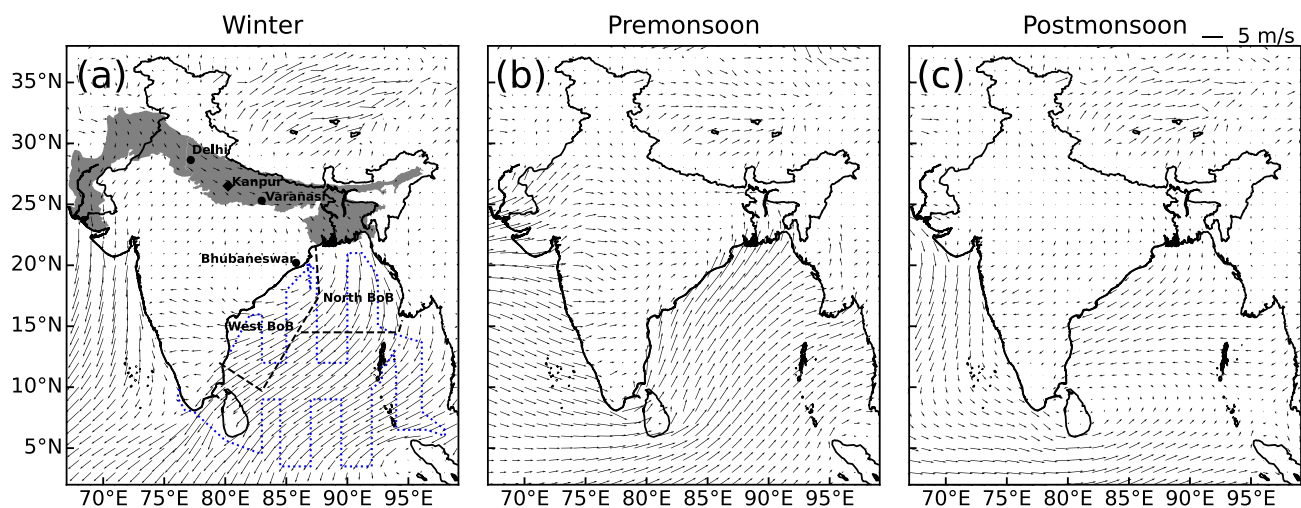 Winter
Premonsoon
Postmonsoon
5 m/s
(a)
(b)
(c)
35°N
30°N
25°N
20°N
15°N
10°N
5°N
Delhi
Kanpur
Varanasi
Bhubaneswar
North BoB
West BoB
70°E 75°E 80°E 85°E 90°E 95°E
70°E 75°E 80°E 85°E 90°E 95°E
70°E 75°E 80°E 85°E 90°E 95°E